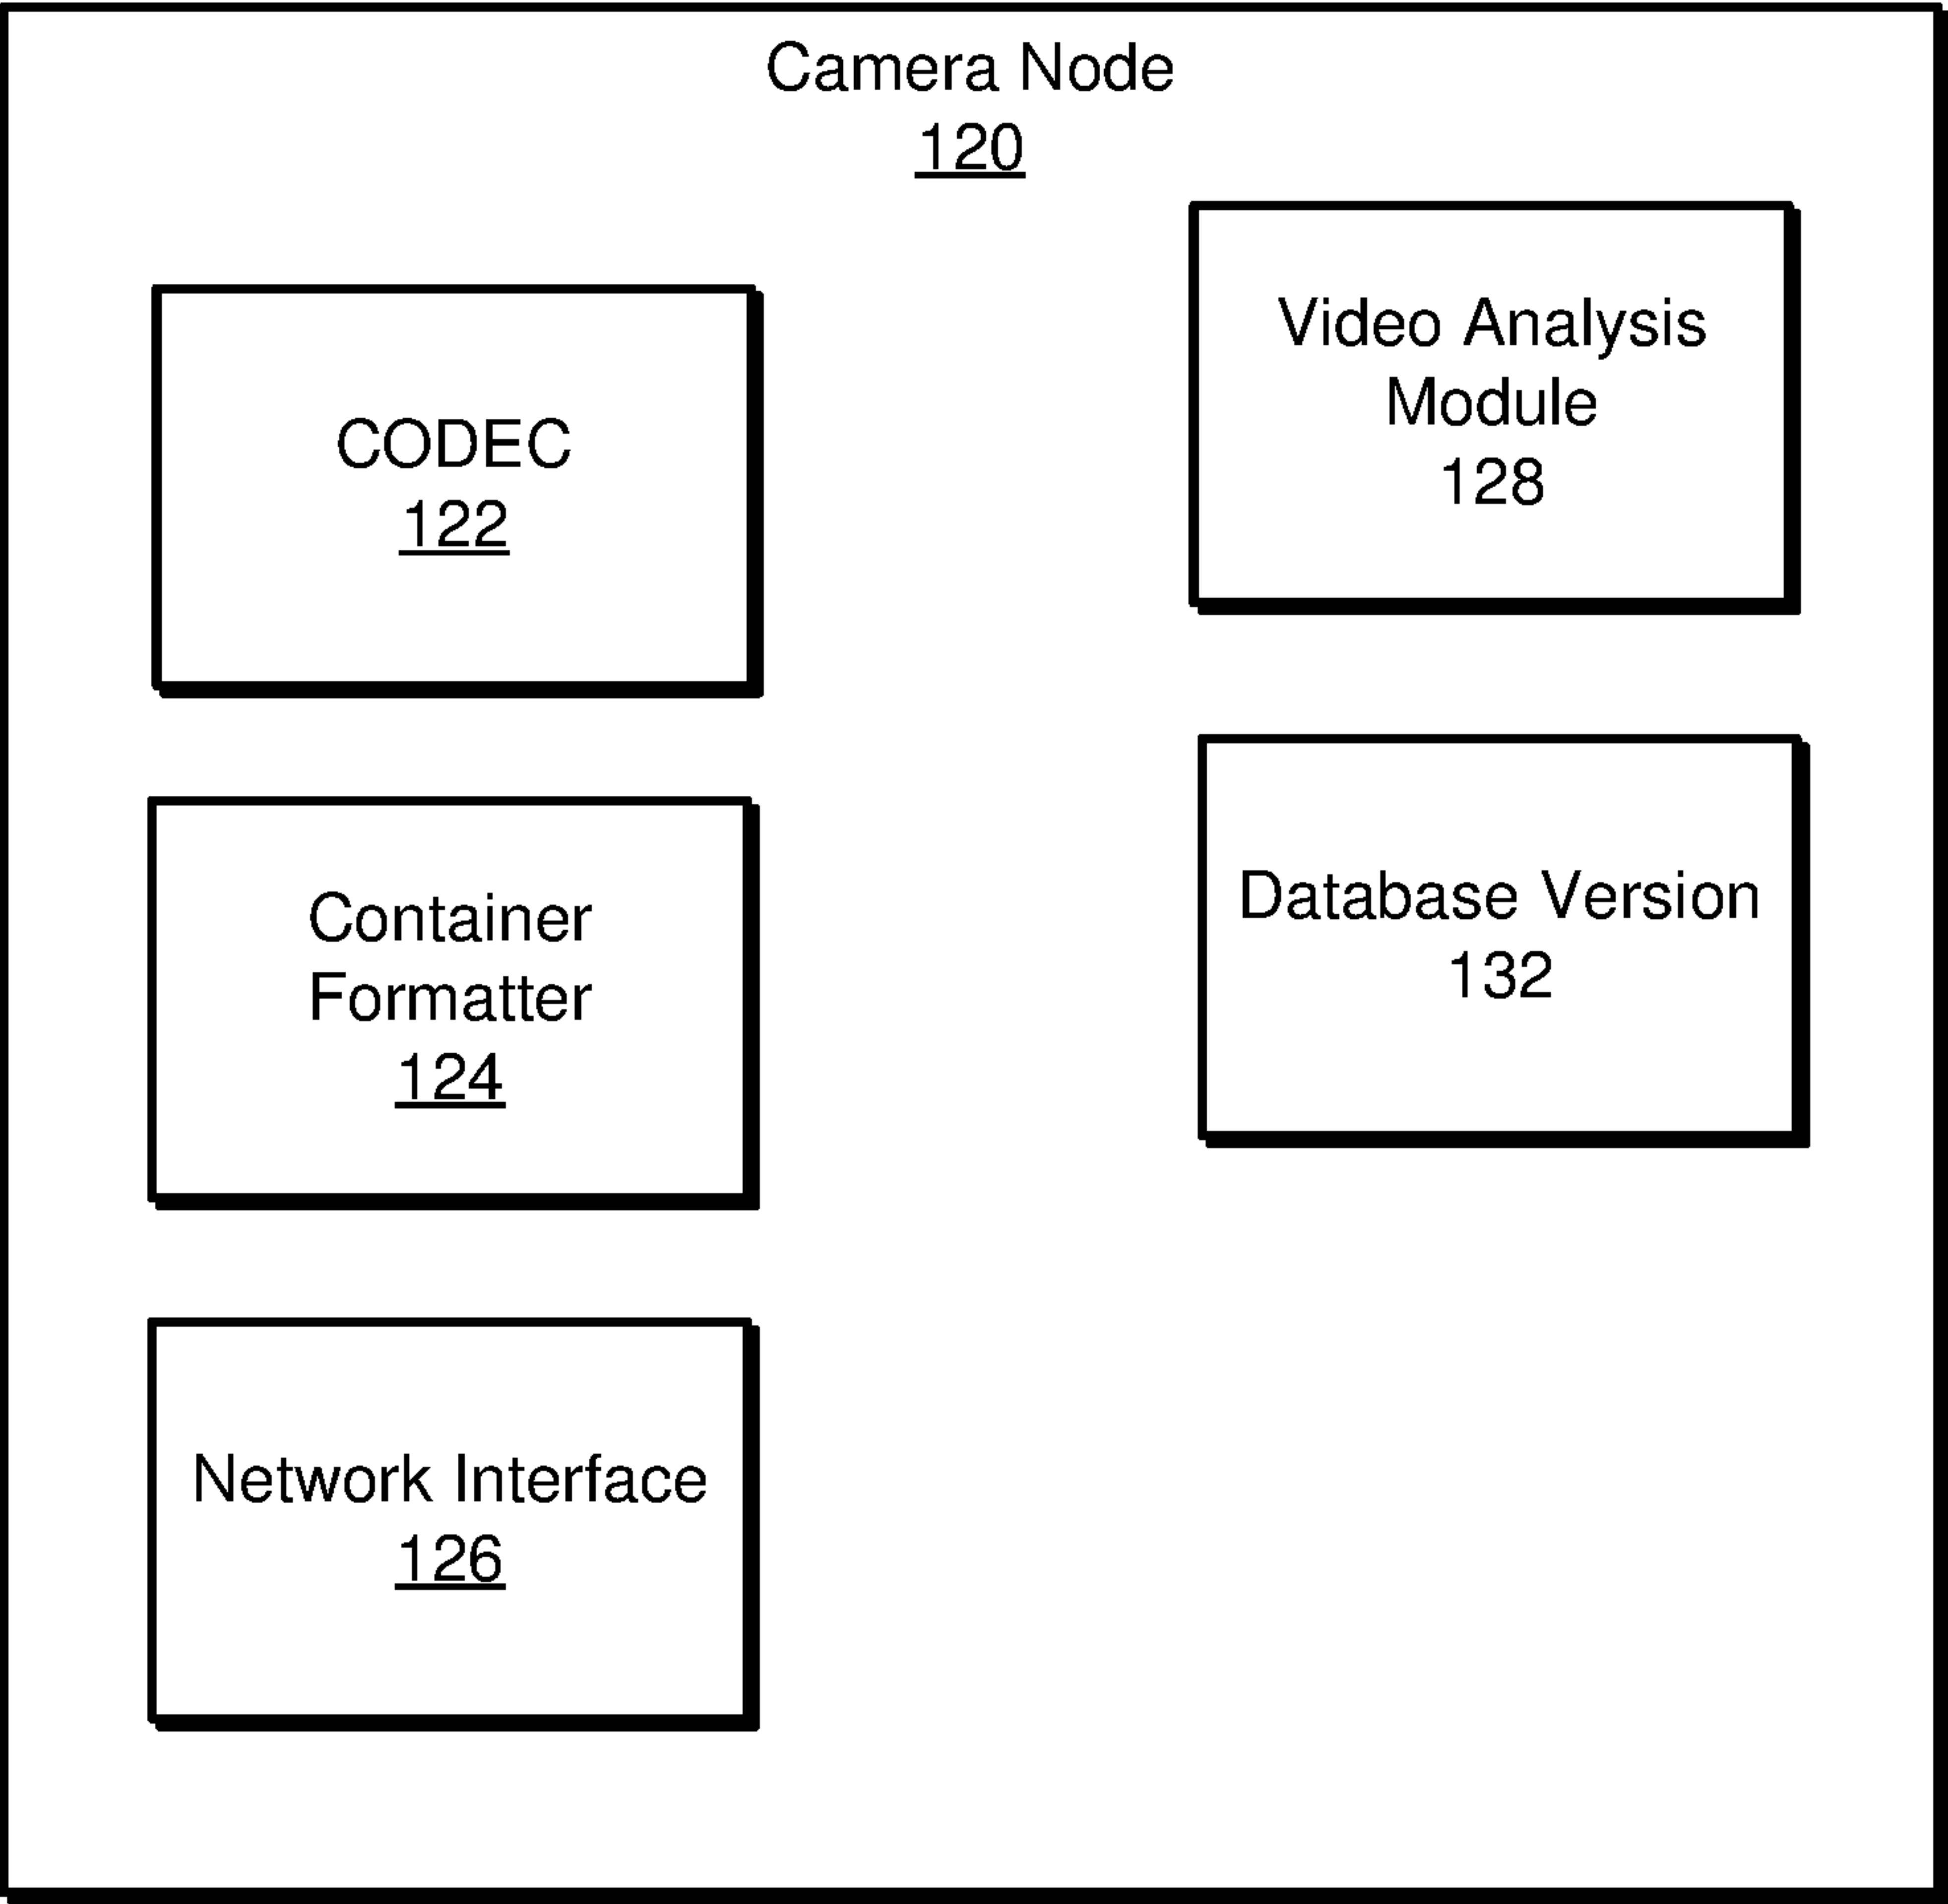 Camera Node
120
CODEC
122
Container
Formatter
124
Network Interface
126
Video Analysis
Module
128
Database Version
132